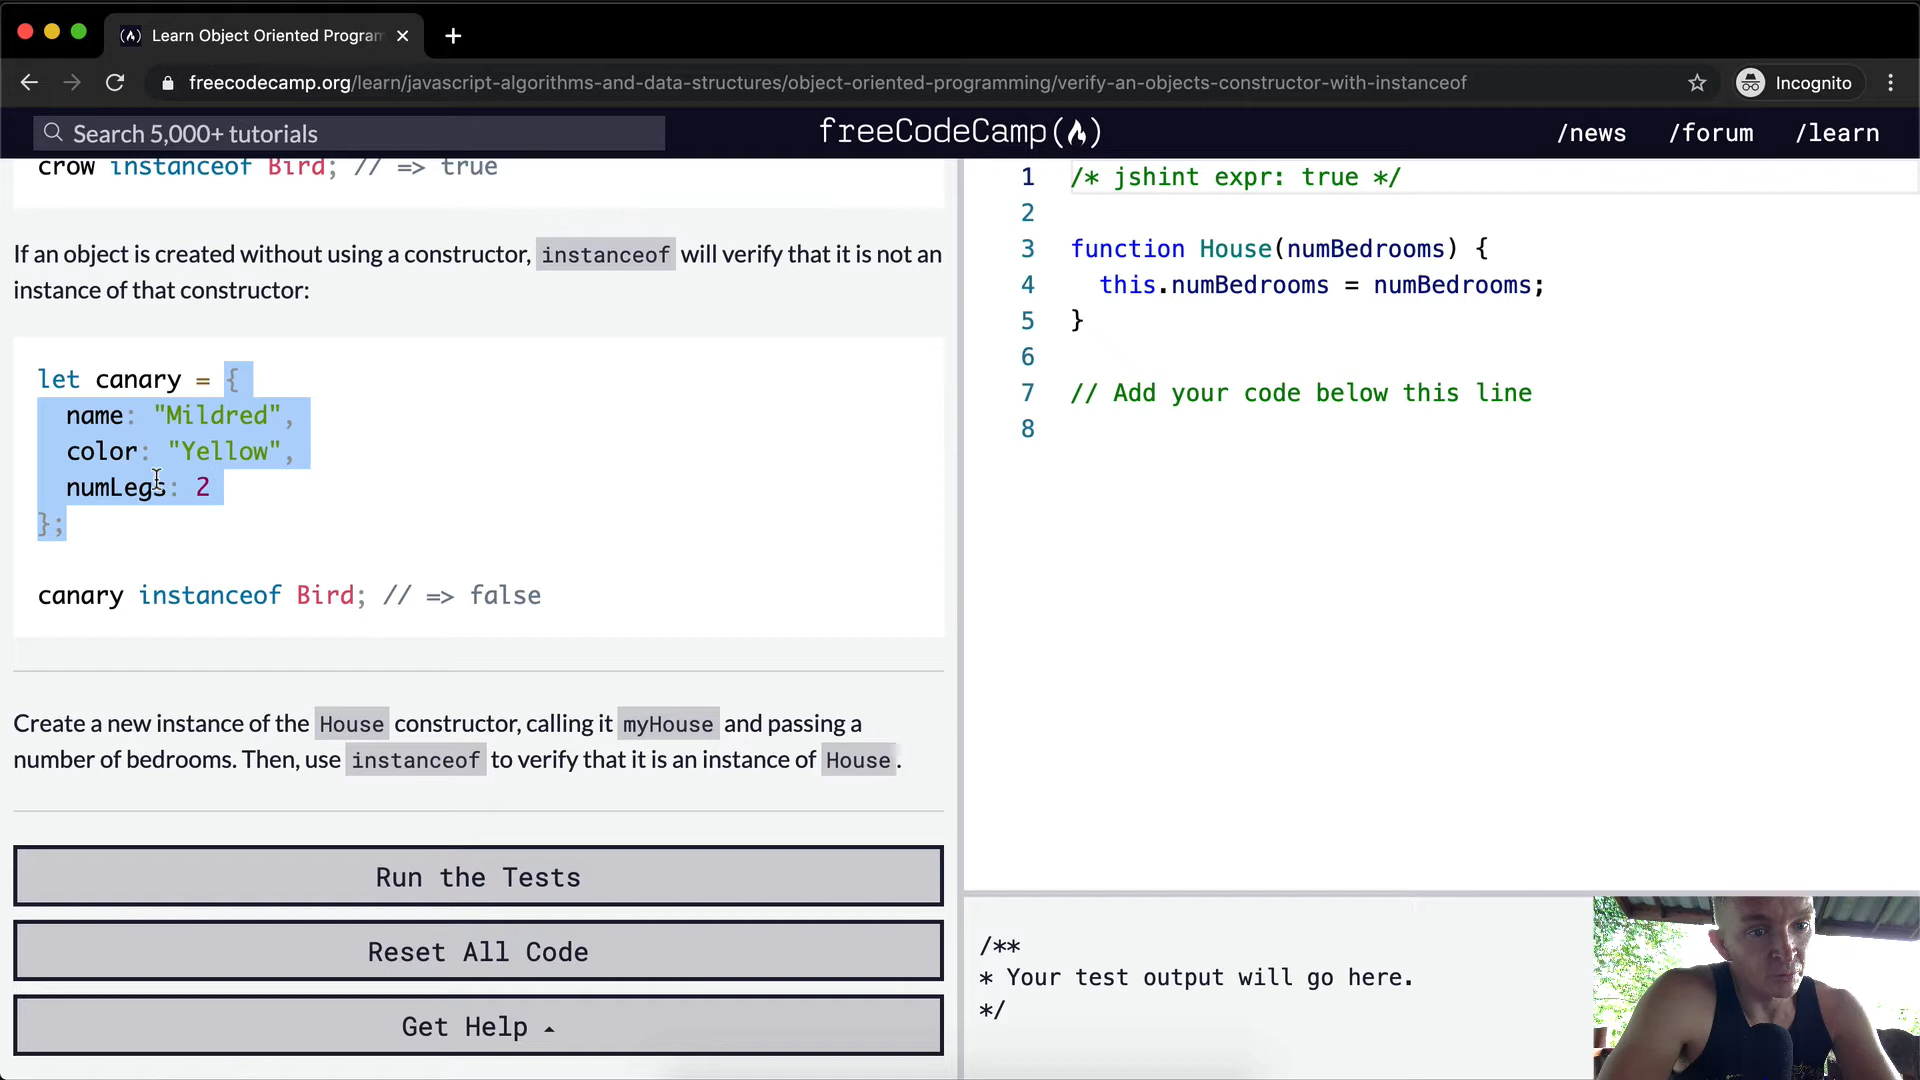 Learn Object Oriented Program
freecodecamp.org/learn/javascript-algorithms-and-data-structures/object-oriented-programming/verify-an-objects-constructor-with-instanceof
Incognito
Search 5,000+ tutorials
freeCodeCamp
/news
/forum
/learn
crow instanceof Bird; // => true
If an object is created without using a constructor, instanceof will verify that it is not an
instance of that constructor:
let canary = {
name: "Mildred",
color: "Yellow",
numLegs: 2
};
canary instanceof Bird; // => false
Create a new instance of the House constructor, calling it myHouse and passing a
number of bedrooms. Then, use instanceof to verify that it is an instance of House.
Run the Tests
Reset All Code
Get Help
1 /* jshint expr: true */
2
3 function House(numBedrooms) {
4 this.numBedrooms = numBedrooms;
5 }
6
7 // Add your code below this line
8
/**
* Your test output will go here.
*/